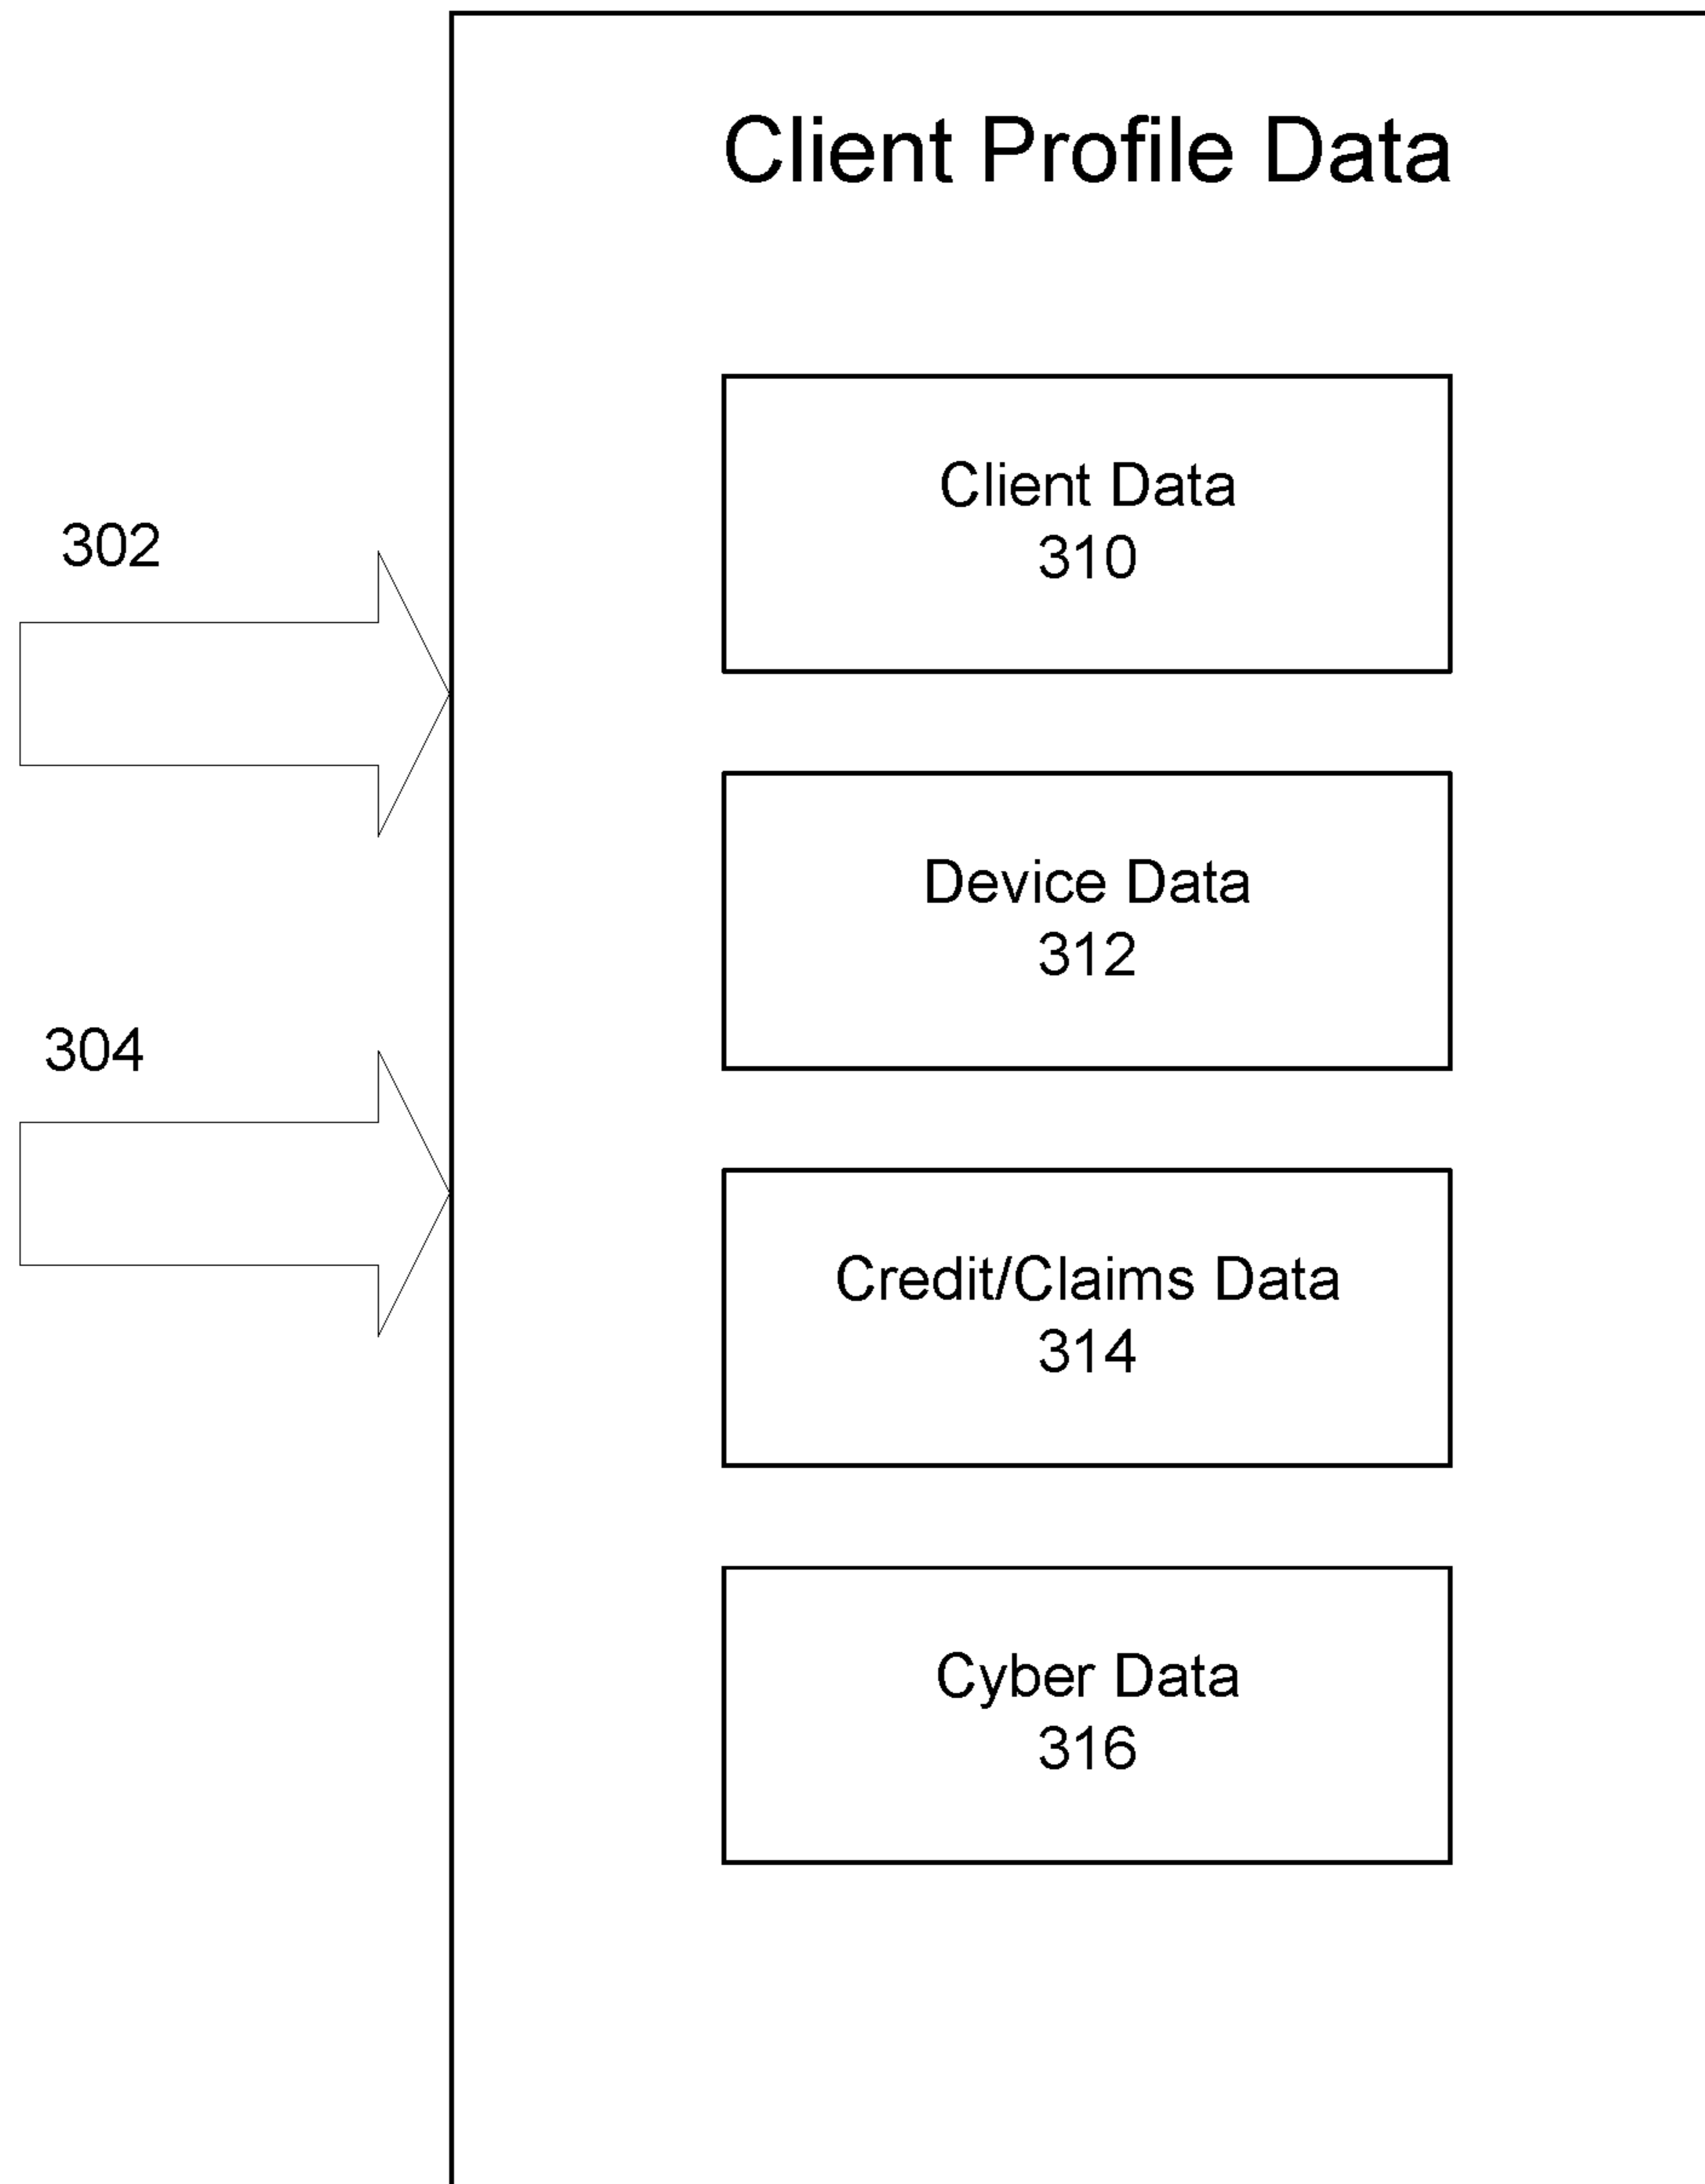 Client Profile Data
Client Data
310
302
Device Data
312
304
Credit/Claims Data
314
Cyber Data
316